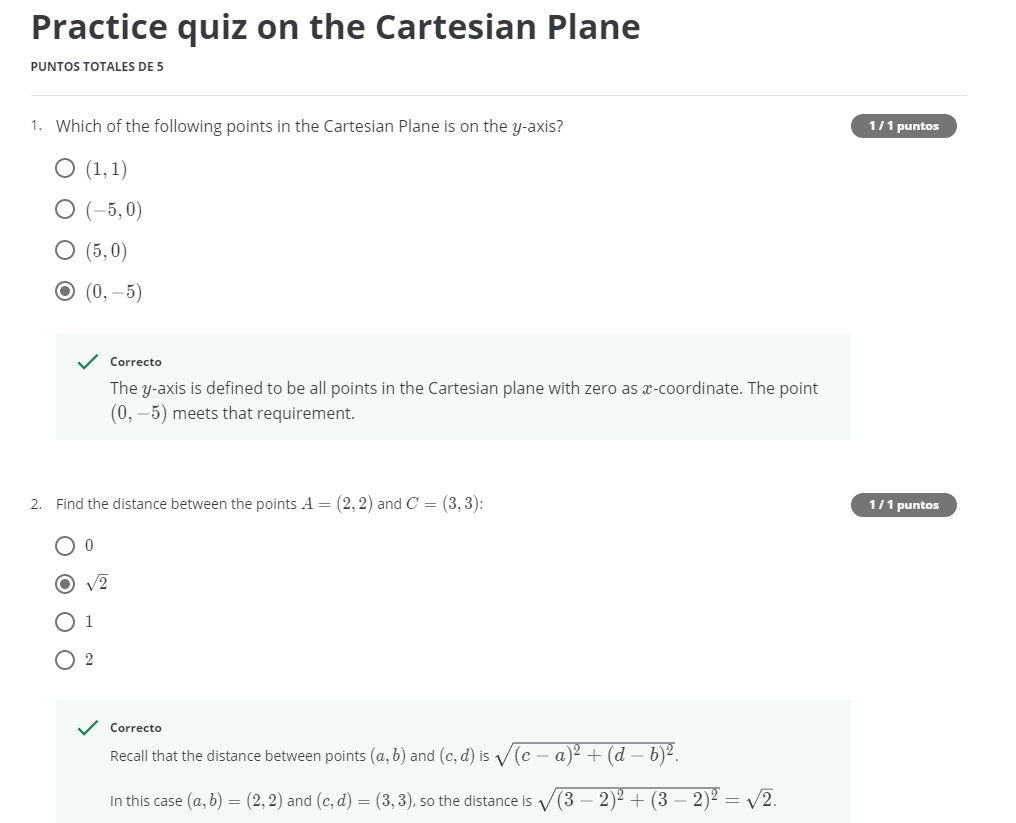 Practice quiz on the Cartesian Plane
PUNTOS TOTALES DE 5
1. Which of the following points in the Cartesian Plane is on the y-axis?
1 / 1 puntos
(1, 1)
(−5, 0)
(5, 0)
(0, −5)
Correcto
The y-axis is defined to be all points in the Cartesian plane with zero as x-coordinate. The point
(0, −5) meets that requirement.
2. Find the distance between the points A = (2, 2) and C = (3, 3):
1 / 1 puntos
0
√2
1
2
Correcto
Recall that the distance between points (a, b) and (c, d) is √(c − a)² + (d − b)².
In this case (a, b) = (2, 2) and (c, d) = (3, 3), so the distance is √(3 − 2)² + (3 − 2)² = √2.